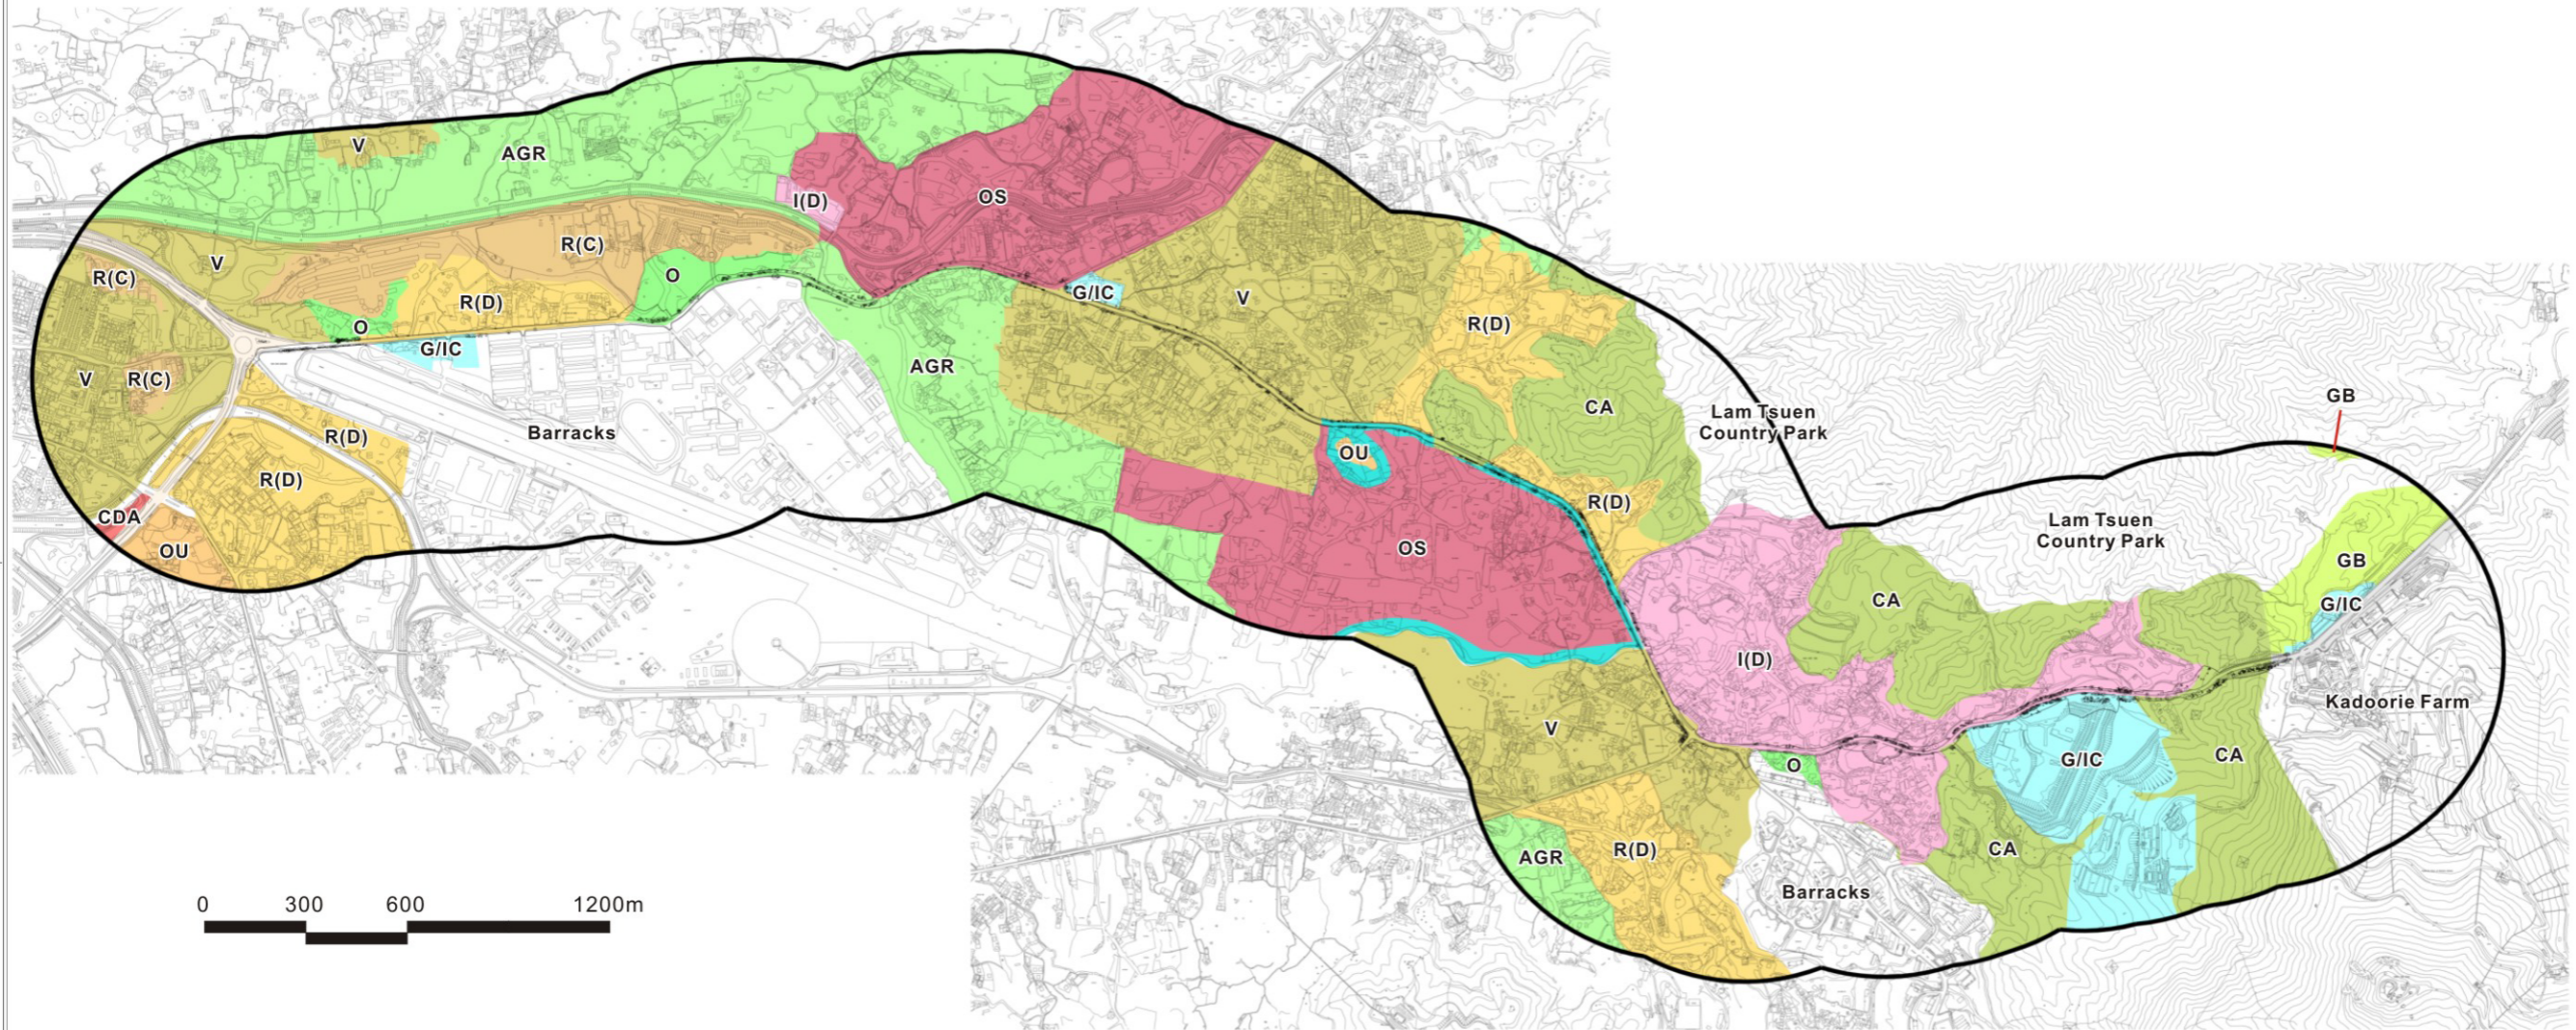 V
AGR
OS
I(D)
R(C)
V
O
R(C)
R(D)
O
G/IC
G/IC
V
R(D)
V
R(C)
AGR
Barracks
R(D)
R(D)
CDA
OU
OU
CA
Lam Tsuen
Country Park
GB
R(D)
OS
Lam Tsuen
Country Park
GB
CA
G/IC
I(D)
V
Kadoorie Farm
O
G/IC
CA
AGR
R(D)
CA
Barracks
0 300 600 1200m